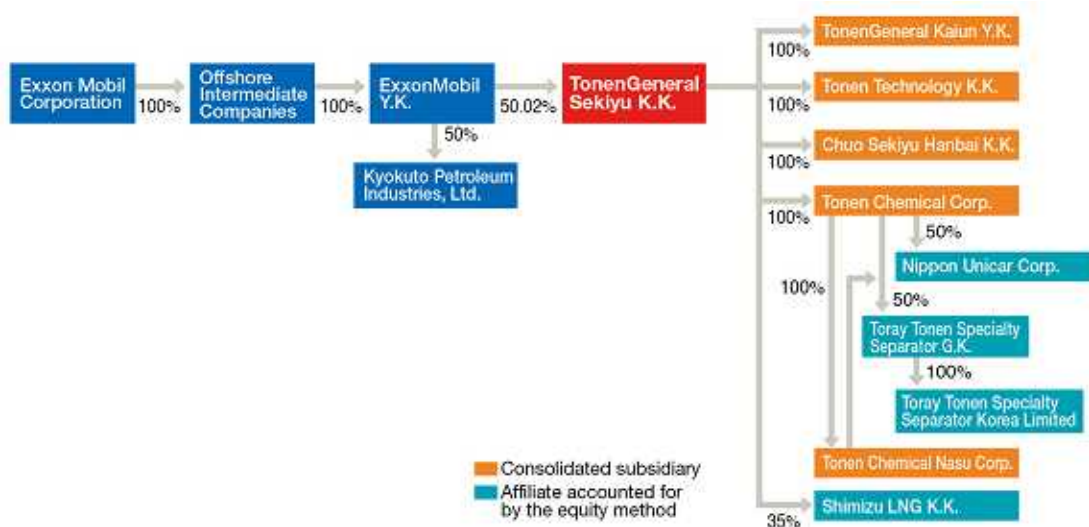 Exxon Mobil
Corporation
100%
Offshore
Intermediate
Companies
100%
ExxonMobil
Y.K.
50.02%
TonenGeneral
Sekiyu K.K.
50%
Kyokuto Petroleum
Industries, Ltd.
TonenGeneral Kaiun Y.K.
100%
Tonen Technology K.K.
100%
Chuo Sekiyu Hanbai K.K.
100%
Tonen Chemical Corp.
100%
50%
Nippon Unicar Corp.
100%
50%
Toray Tonen Specialty
Separator G.K.
100%
Toray Tonen Specialty
Separator Korea Limited
Tonen Chemical Nasu Corp.
Shimizu LNG K.K.
35%
Consolidated subsidiary
Affiliate accounted for
by the equity method